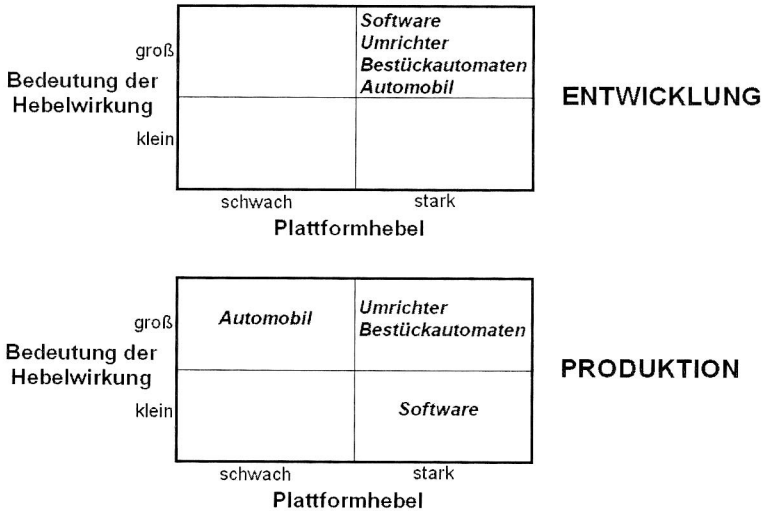 Software
groß
Umrichter
Bedeutung der
Hebelwirkung
Bestückautomaten
Automobil
ENTWICKLUNG
klein
schwach
stark
Plattformhebel
groß
Automobil
Umrichter
Bestückautomaten
Bedeutung der
Hebelwirkung
PRODUKTION
klein
Software
schwach
stark
Plattformhebel